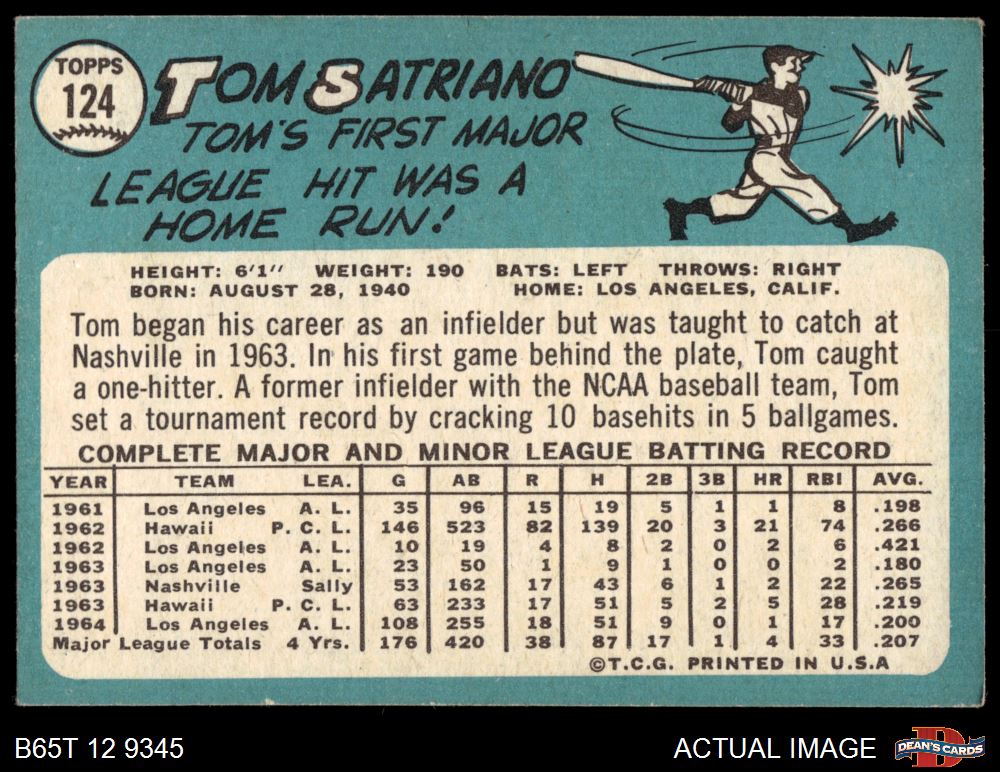 TOPPS
124
TOM SATRIANO
TOM'S FIRST MAJOR
LEAGUE HIT WAS A
HOME RUN!
HEIGHT: 6'1" WEIGHT: 190 BATS: LEFT THROWS: RIGHT
BORN: AUGUST 28, 1940 HOME: LOS ANGELES, CALIF.
Tom began his career as an infielder but was taught to catch at
Nashville in 1963. In his first game behind the plate, Tom caught
a one-hitter. A former infielder with the NCAA baseball team, Tom
set a tournament record by cracking 10 basehits in 5 ballgames.
COMPLETE MAJOR AND MINOR LEAGUE BATTING RECORD
YEAR TEAM LEA. G AB R H 2B 3B HR RBI AVG.
1961 Los Angeles A. L. 35 96 15 19 5 1 1 8 .198
1962 Hawaii P. C. L. 146 523 82 139 20 3 21 74 .266
1962 Los Angeles A. L. 10 19 4 8 2 0 2 6 .421
1963 Los Angeles A. L. 23 50 1 9 1 0 0 2 .180
1963 Nashville Sally 53 162 17 43 6 1 2 22 .265
1963 Hawaii P. C. L. 63 233 17 51 5 2 5 28 .219
1964 Los Angeles A. L. 108 255 18 51 9 0 1 17 .200
Major League Totals 4 Yrs. 176 420 38 87 17 1 4 33 .207
©T.C.G. PRINTED IN U.S.A
B65T 12 9345 ACTUAL IMAGE
DEAN'S CARDS